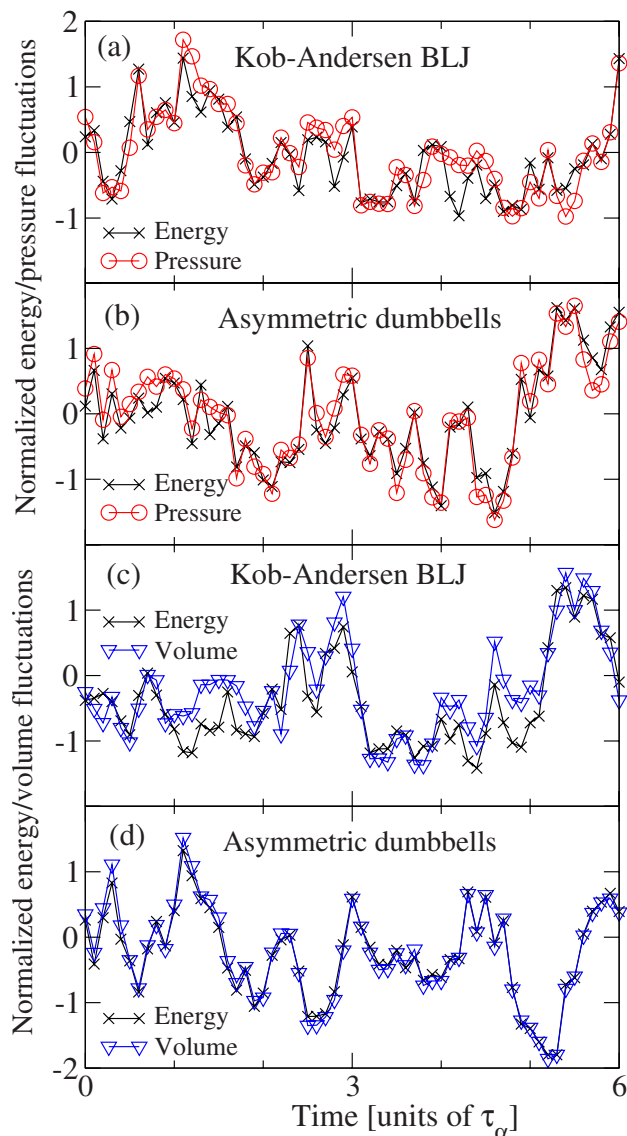 Normalized energy/pressure fluctuations
2
1
0
-1
(a)
Kob-Andersen BLJ
Energy
Pressure
1
0
-1
(b)
Asymmetric dumbbells
Energy
Pressure
Normalized energy/volume fluctuations
1
0
-1
(c)
Kob-Andersen BLJ
Energy
Volume
1
0
-1
-2
(d)
Asymmetric dumbbells
Energy
Volume
0
3
6
Time [units of τα]